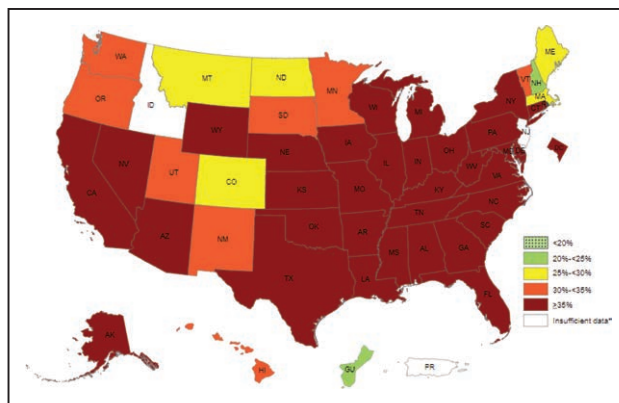 WA
MT
ND
MN
ME
VT
NH
MA
OR
ID
SD
WI
MI
NY
WY
NE
IA
PA
NJ
NV
UT
CO
IL
IN
OH
CA
KS
MO
KY
WV
VA
AZ
NM
OK
AR
TN
NC
SC
TX
LA
MS
AL
GA
FL
AK
HI
GU
PR
<20%
20%-<25%
25%-<30%
30%-<35%
≥35%
Insufficient data*